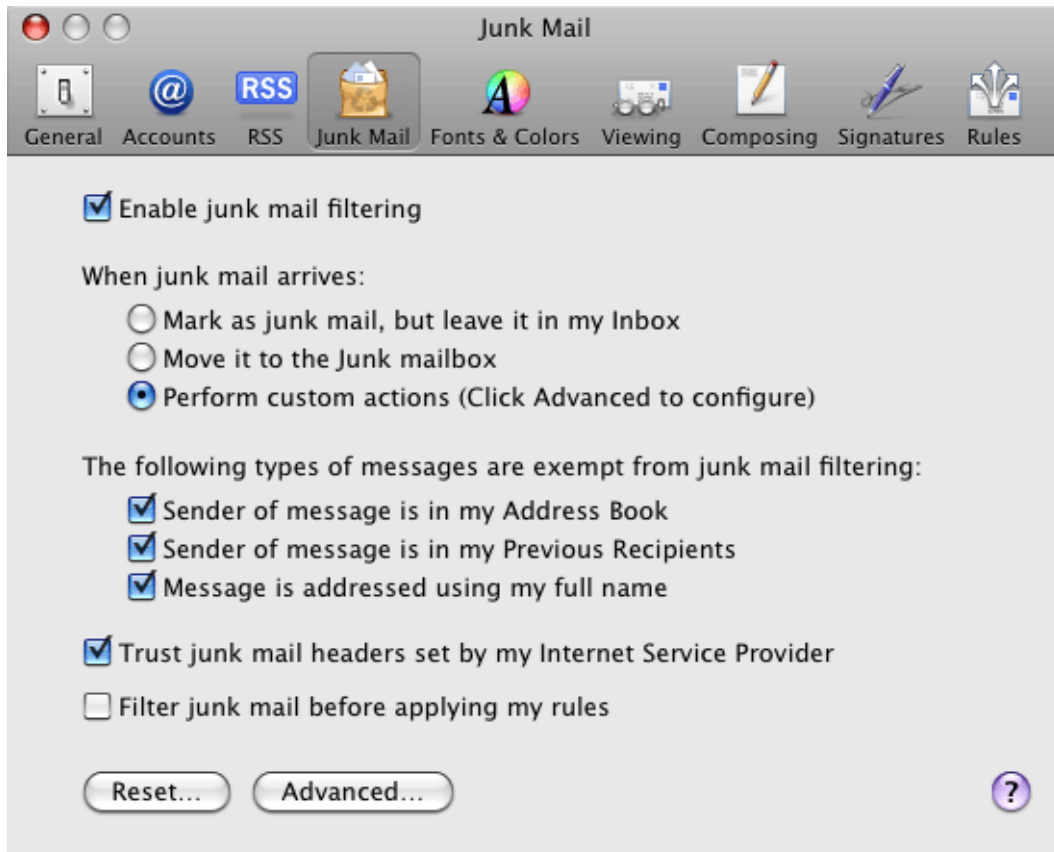 Junk Mail
RSS
General Accounts RSS Junk Mail Fonts & Colors Viewing Composing Signatures Rules
Enable junk mail filtering
When junk mail arrives:
Mark as junk mail, but leave it in my Inbox
Move it to the Junk mailbox
Perform custom actions (Click Advanced to configure)
The following types of messages are exempt from junk mail filtering:
Sender of message is in my Address Book
Sender of message is in my Previous Recipients
Message is addressed using my full name
Trust junk mail headers set by my Internet Service Provider
Filter junk mail before applying my rules
Reset... Advanced... ?